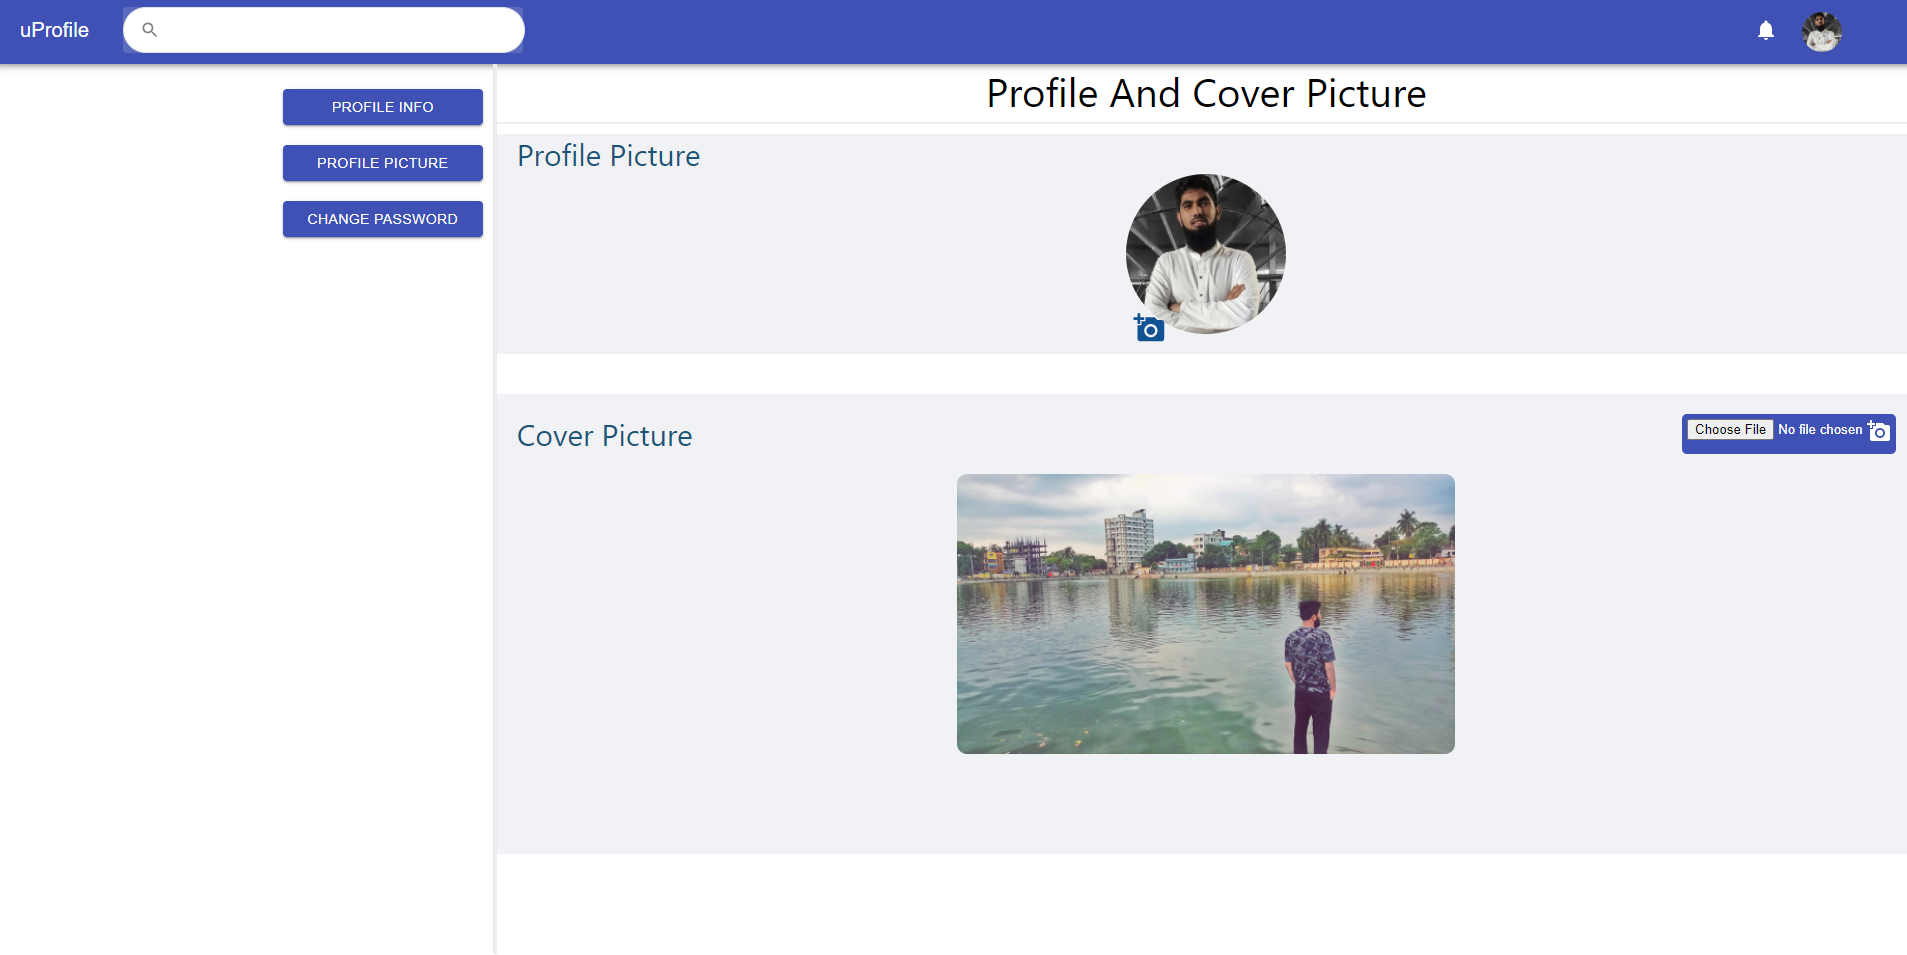 uProfile
PROFILE INFO
PROFILE PICTURE
CHANGE PASSWORD
Profile And Cover Picture
Profile Picture
Cover Picture
Choose File No file chosen